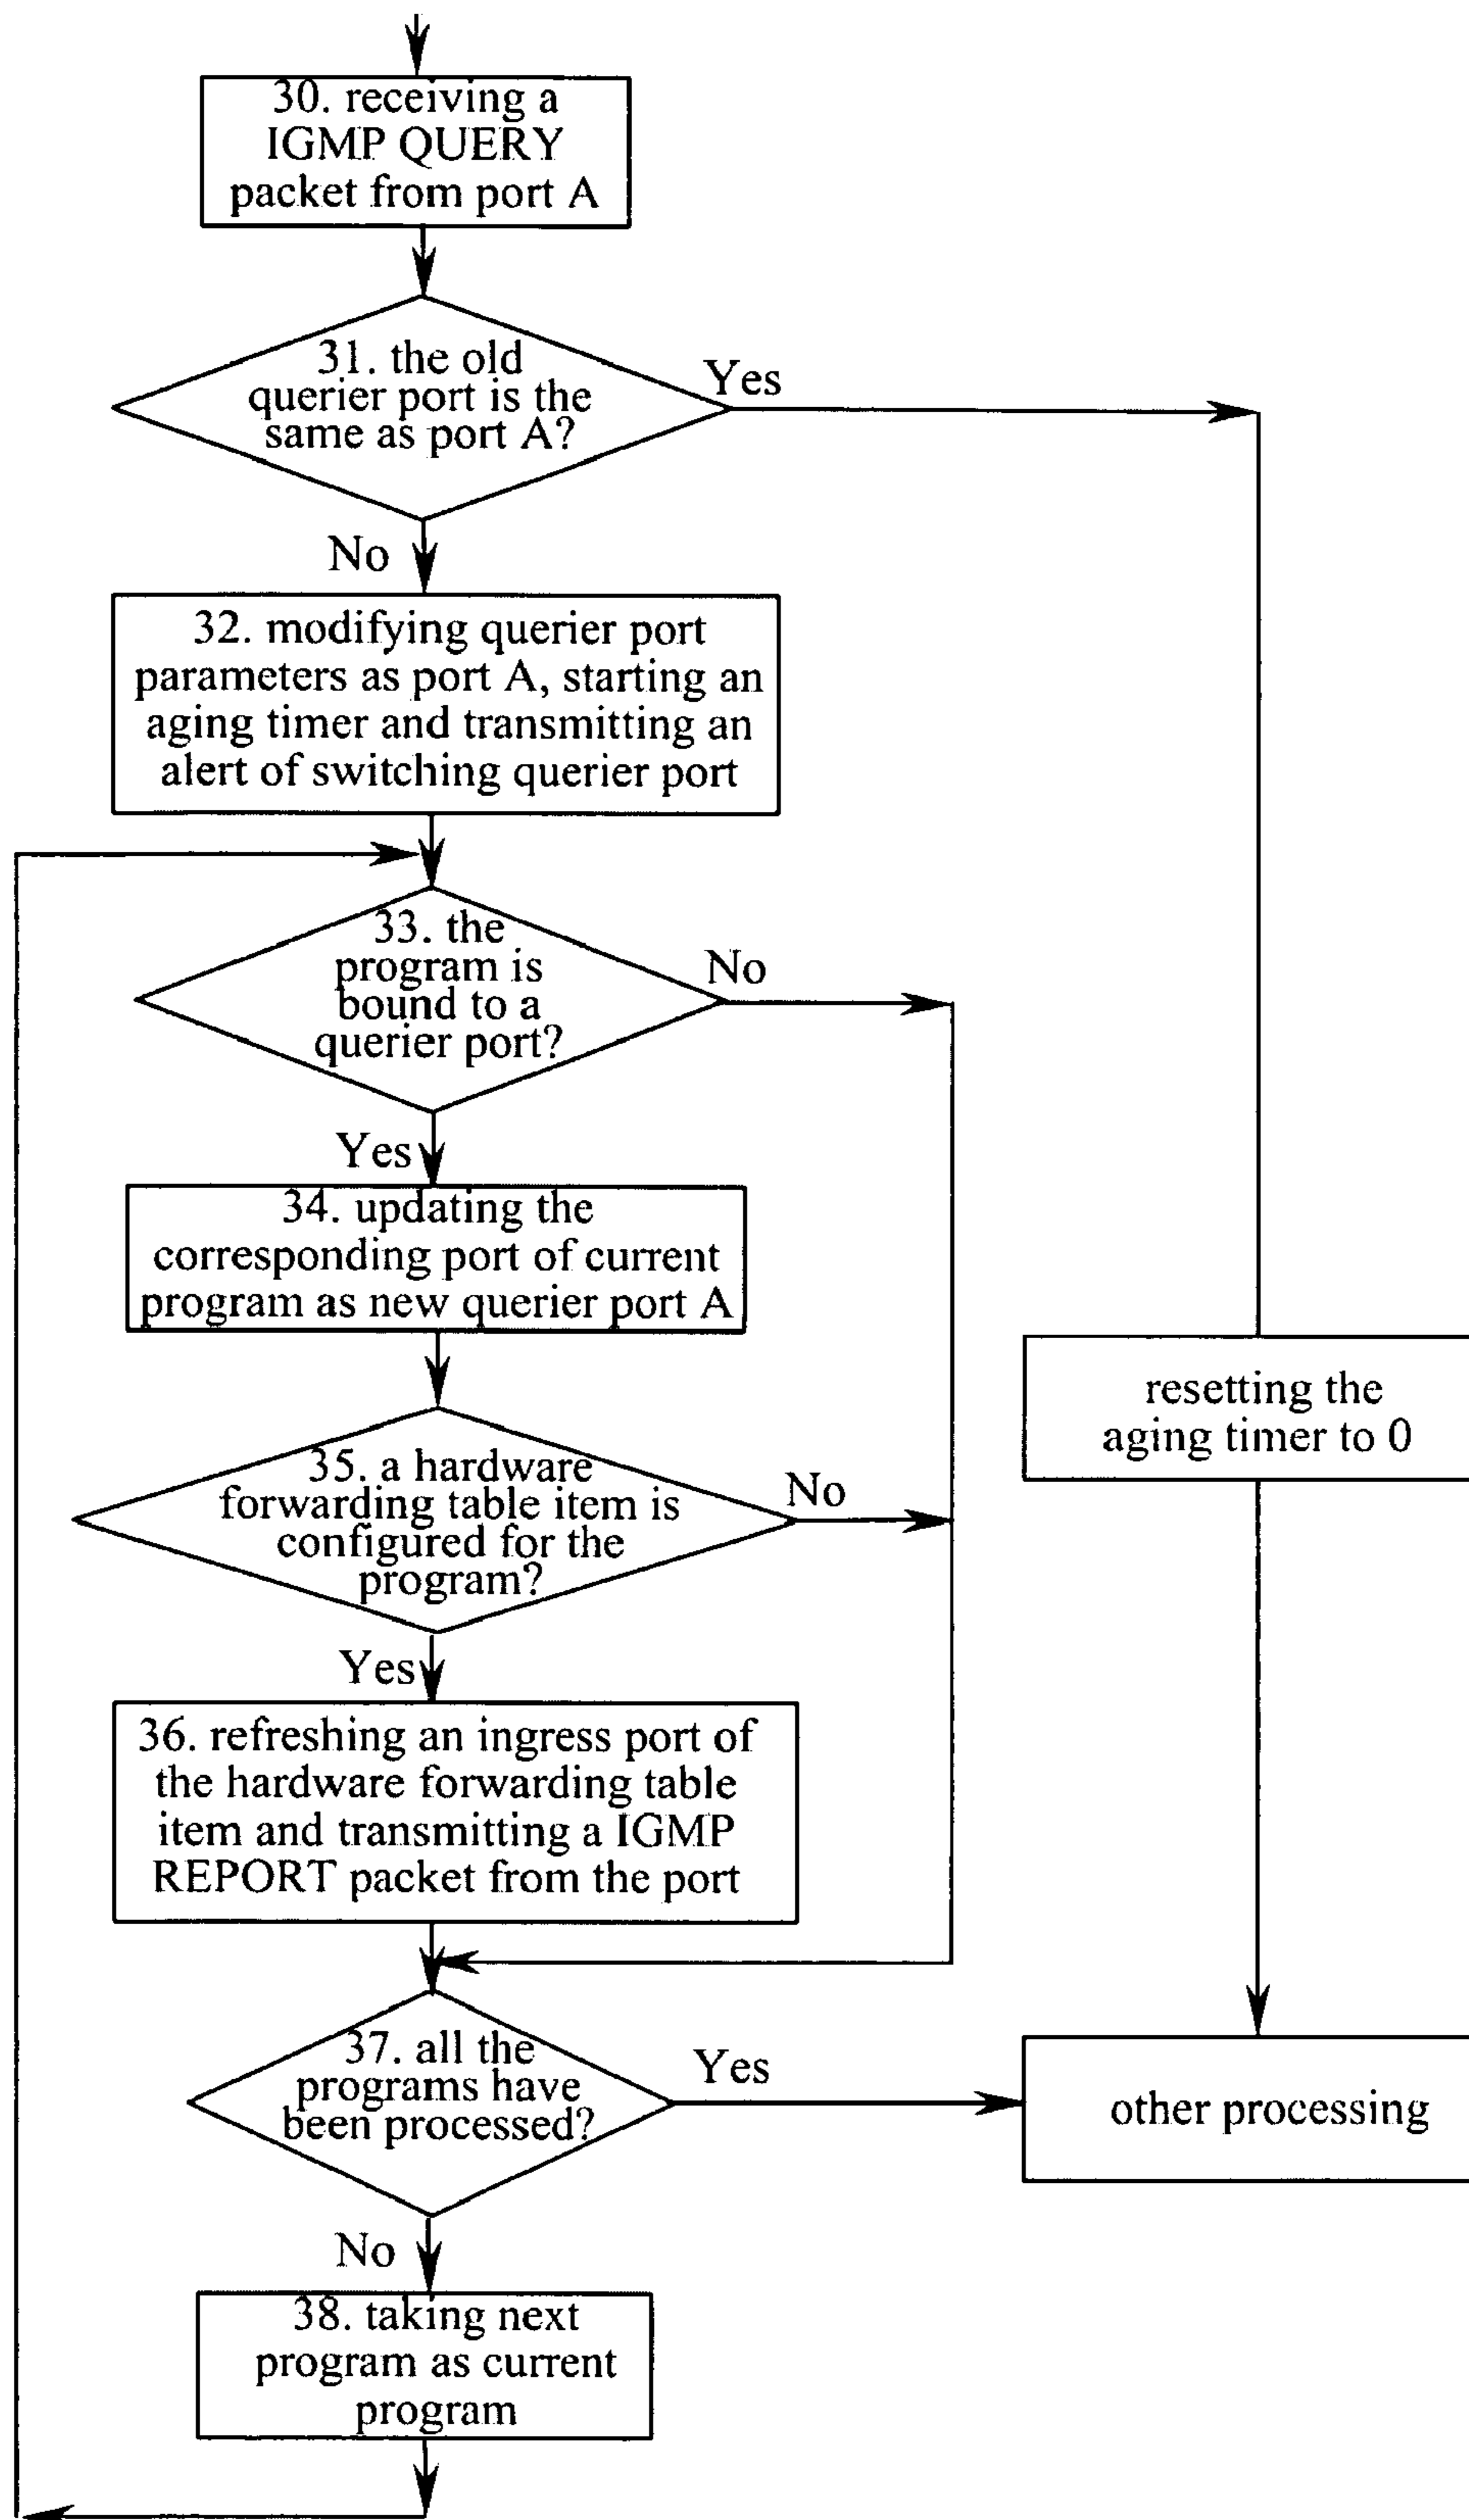 30. receiving a
IGMP QUERY
packet from port A
31. the old
querier port is the
same as port A?
Yes
No
32. modifying querier port
parameters as port A, starting an
aging timer and transmitting an
alert of switching querier port
33. the
program is
bound to a
querier port?
No
Yes
34. updating the
corresponding port of current
program as new querier port A
resetting the
aging timer to 0
35. a hardware
forwarding table item is
configured for the
program?
No
Yes
36. refreshing an ingress port of
the hardware forwarding table
item and transmitting a IGMP
REPORT packet from the port
37. all the
programs have
been processed?
Yes
other processing
No
38. taking next
program as current
program